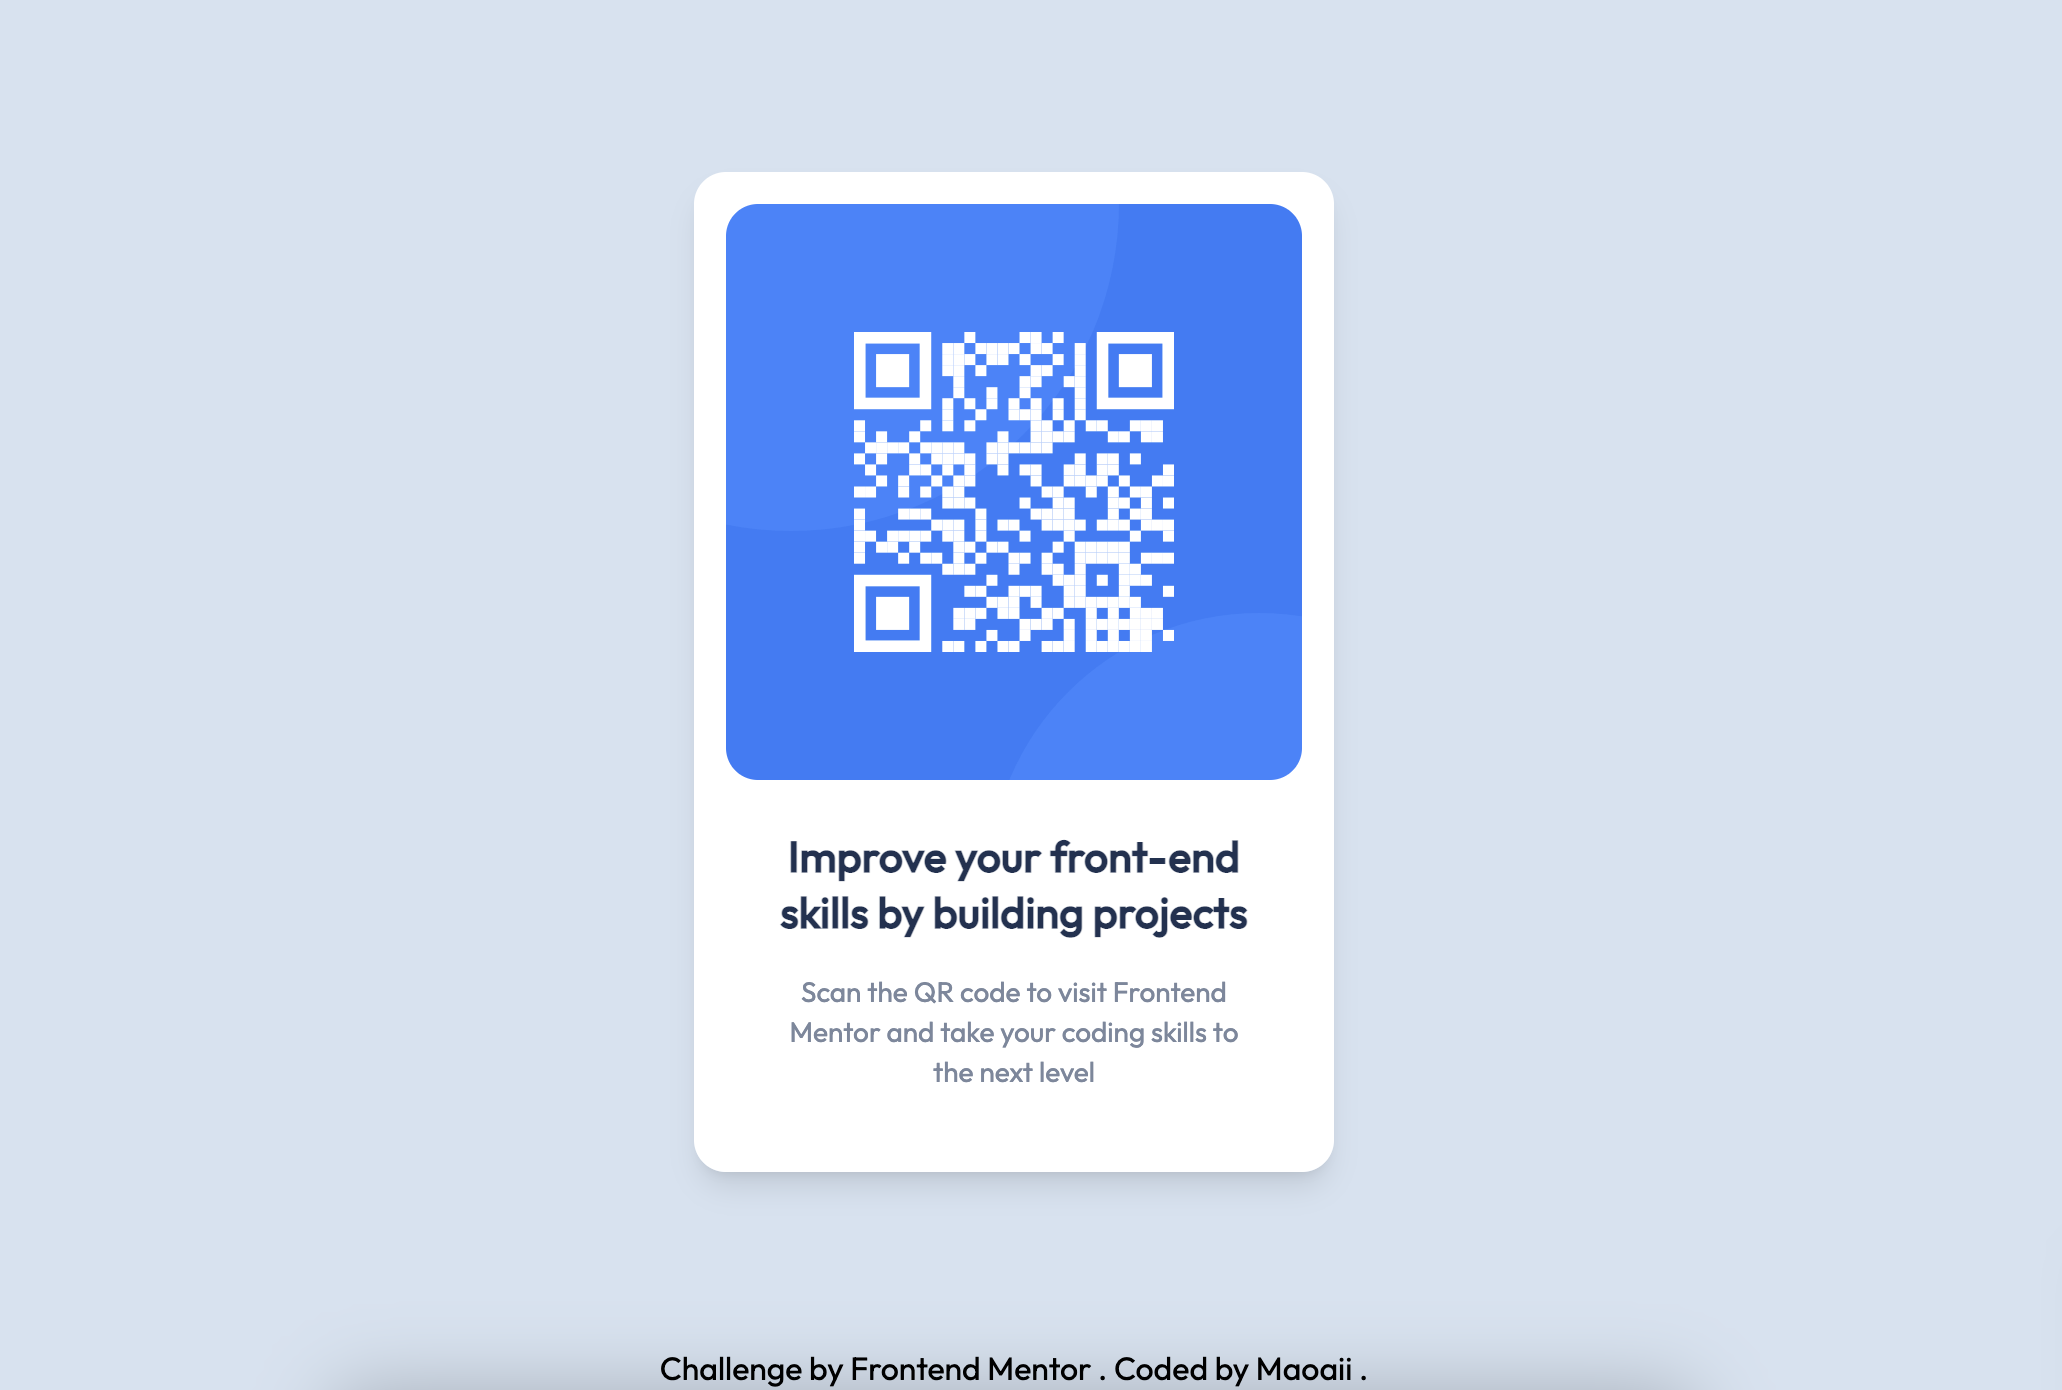 Improve your front-end
skills by building projects
Scan the QR code to visit Frontend
Mentor and take your coding skills to
the next level
Challenge by Frontend Mentor . Coded by Maoaii .